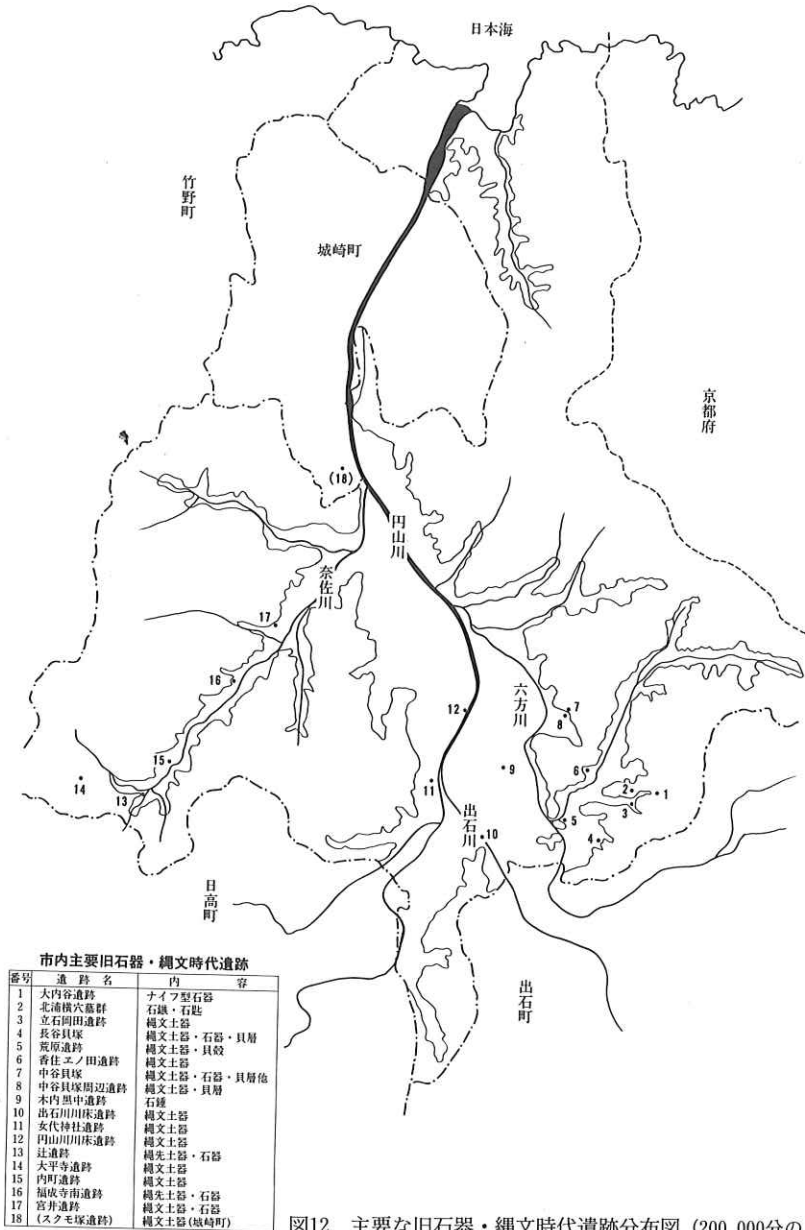 日本海
竹野町
城崎町
京都府
(18)
円山川
奈佐川
17
16
六方川
7
8
12
15
9
6
14
13
11
2
1
3
5
出石川
10
4
日高町
出石町
市内主要旧石器・縄文時代遺跡
番号 遺跡名 内容
1 大内谷遺跡 ナイフ型石器
2 北浦横穴墓群 石鏃・石匙
3 立石岡田遺跡 縄文土器
4 長谷貝塚 縄文土器・石器・貝層
5 荒原遺跡 縄文土器・貝殻
6 香住エノ田遺跡 縄文土器
7 中谷貝塚 縄文土器・石器・貝層他
8 中谷貝塚周辺遺跡 縄文土器・貝層
9 木内黒中遺跡 石錘
10 出石川川床遺跡 縄文土器
11 女代神社遺跡 縄文土器
12 円山川川床遺跡 縄文土器
13 辻遺跡 縄先土器・石器
14 大平寺遺跡 縄文土器
15 内町遺跡 縄文土器
16 福成寺南遺跡 縄先土器・石器
17 宮井遺跡 縄文土器・石器
18 (スクモ塚遺跡) 縄文土器(城崎町)
図12 主要な旧石器・縄文時代遺跡分布図 (200,000分の